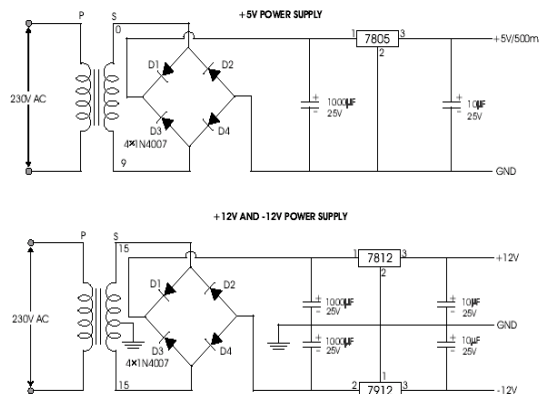 +5V POWER SUPPLY
P S
0
7805
1 3
2
+5V/500m
D1 D2
D3 D4
230V AC
1000µF
25V
10µF
25V
4×1N4007
9
GND
+12V AND -12V POWER SUPPLY
P S
15
7812
1 3
2
+12V
D1 D2
D3 D4
230V AC
1000µF
25V
10µF
25V
GND
1000µF
25V
10µF
25V
4×1N4007
15
1
2 7912 3
-12V